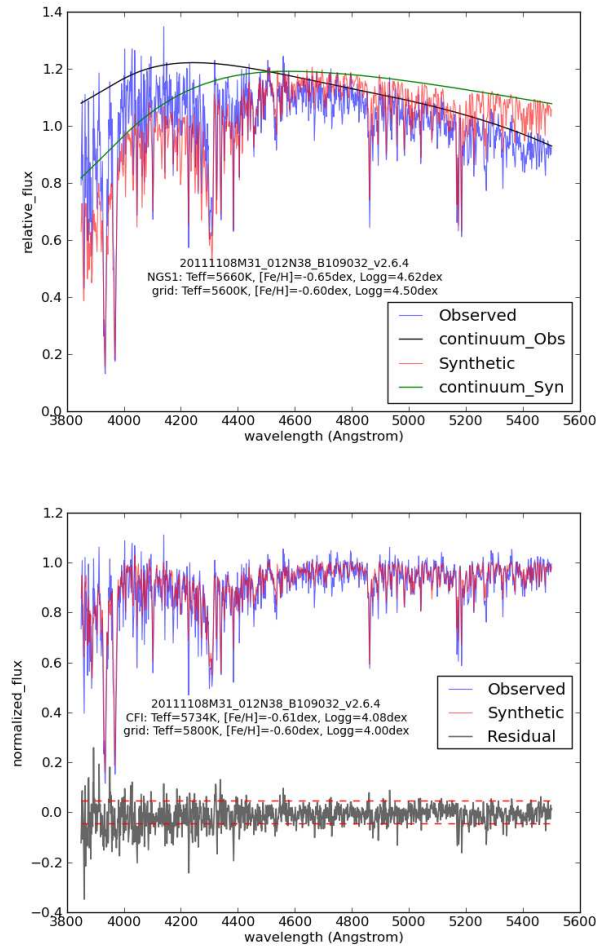 1.4
1.2
1.0
0.8
0.6
0.4
0.2
0.0
relative_flux
20111108M31_012N38_B109032_v2.6.4
NGS1: Teff=5660K, [Fe/H]=-0.65dex, Logg=4.62dex
grid: Teff=5600K, [Fe/H]=-0.60dex, Logg=4.50dex
Observed
continuum_Obs
Synthetic
continuum_Syn
3800 4000 4200 4400 4600 4800 5000 5200 5400 5600
wavelength (Angstrom)
1.2
1.0
0.8
0.6
0.4
0.2
0.0
−0.2
−0.4
normalized_flux
20111108M31_012N38_B109032_v2.6.4
CFI: Teff=5734K, [Fe/H]=-0.61dex, Logg=4.08dex
grid: Teff=5800K, [Fe/H]=-0.60dex, Logg=4.00dex
Observed
Synthetic
Residual
3800 4000 4200 4400 4600 4800 5000 5200 5400 5600
wavelength (Angstrom)